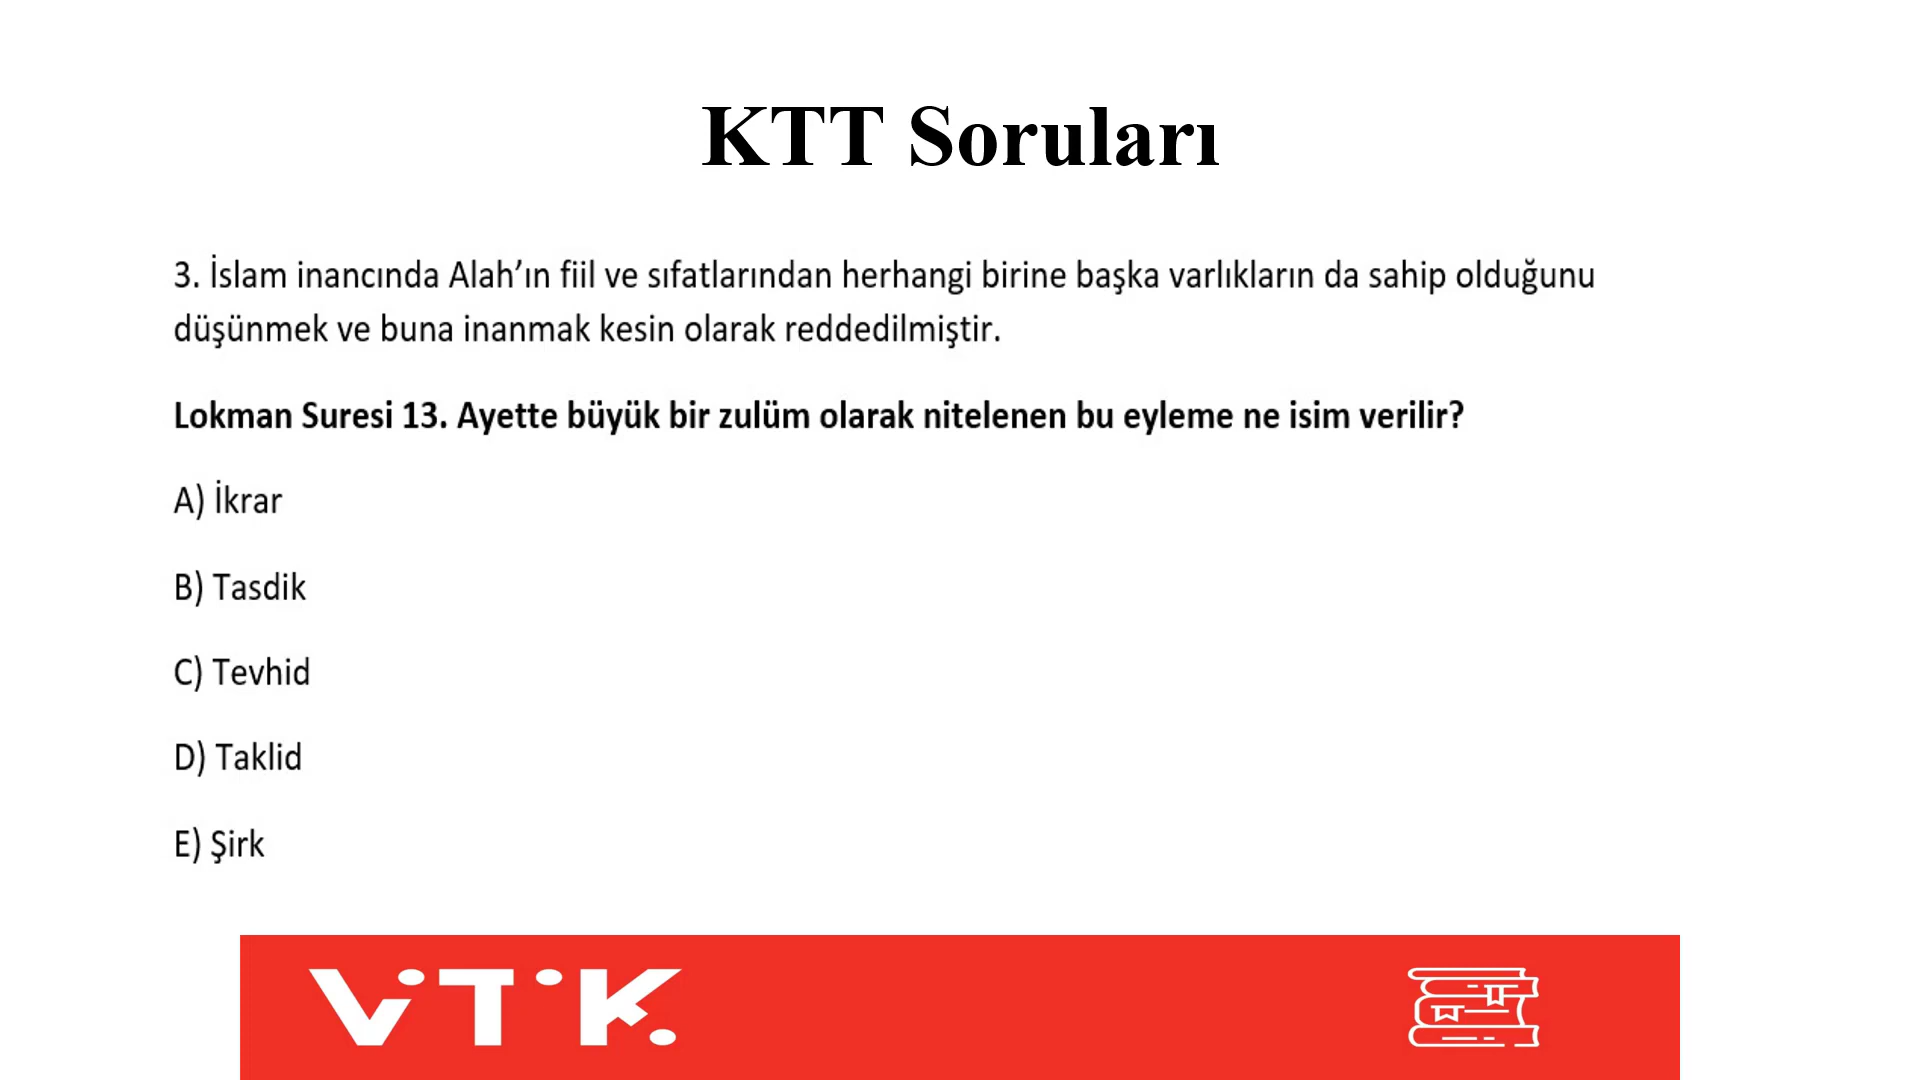 KTT Soruları
3. İslam inancında Alah’ın fiil ve sıfatlarından herhangi birine başka varlıkların da sahip olduğunu
düşünmek ve buna inanmak kesin olarak reddedilmiştir.
Lokman Suresi 13. Ayette büyük bir zulüm olarak nitelenen bu eyleme ne isim verilir?
A) İkrar
B) Tasdik
C) Tevhid
D) Taklid
E) Şirk
ViTiK.